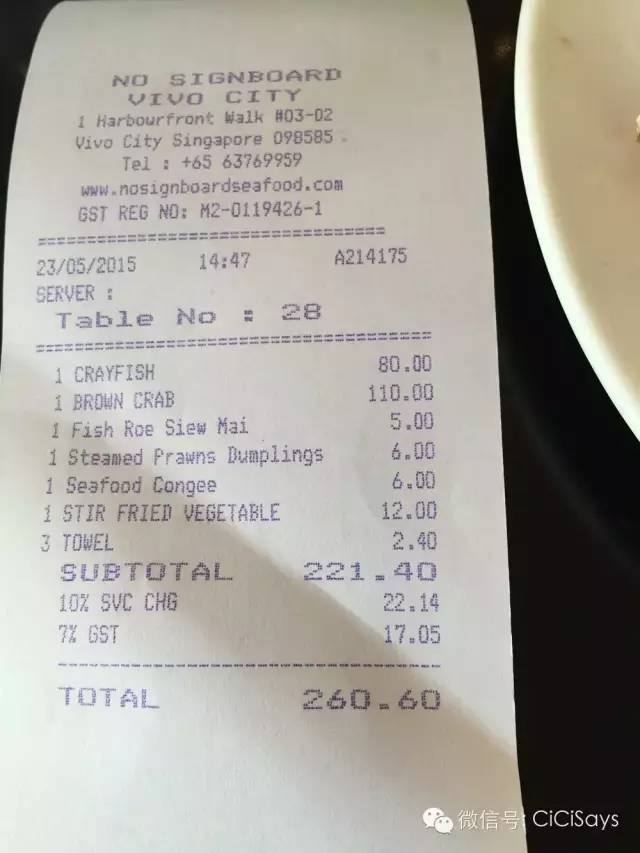 NO SIGNBOARD
VIVO CITY
1 Harbourfront Walk #03-02
Vivo City Singapore 098585
Tel : +65 63769959
www.nosignboardseafood.com
GST REG NO: M2-0119426-1
23/05/2015 14:47 A214175
SERVER :
Table No : 28
1 CRAYFISH 80.00
1 BROWN CRAB 110.00
1 Fish Roe Siew Mai 5.00
1 Steamed Prawns Dumplings 6.00
1 Seafood Congee 6.00
1 STIR FRIED VEGETABLE 12.00
3 TOWEL 2.40
SUBTOTAL 221.40
10% SVC CHG 22.14
7% GST 17.05
TOTAL 260.60
微信号: CiCiSays